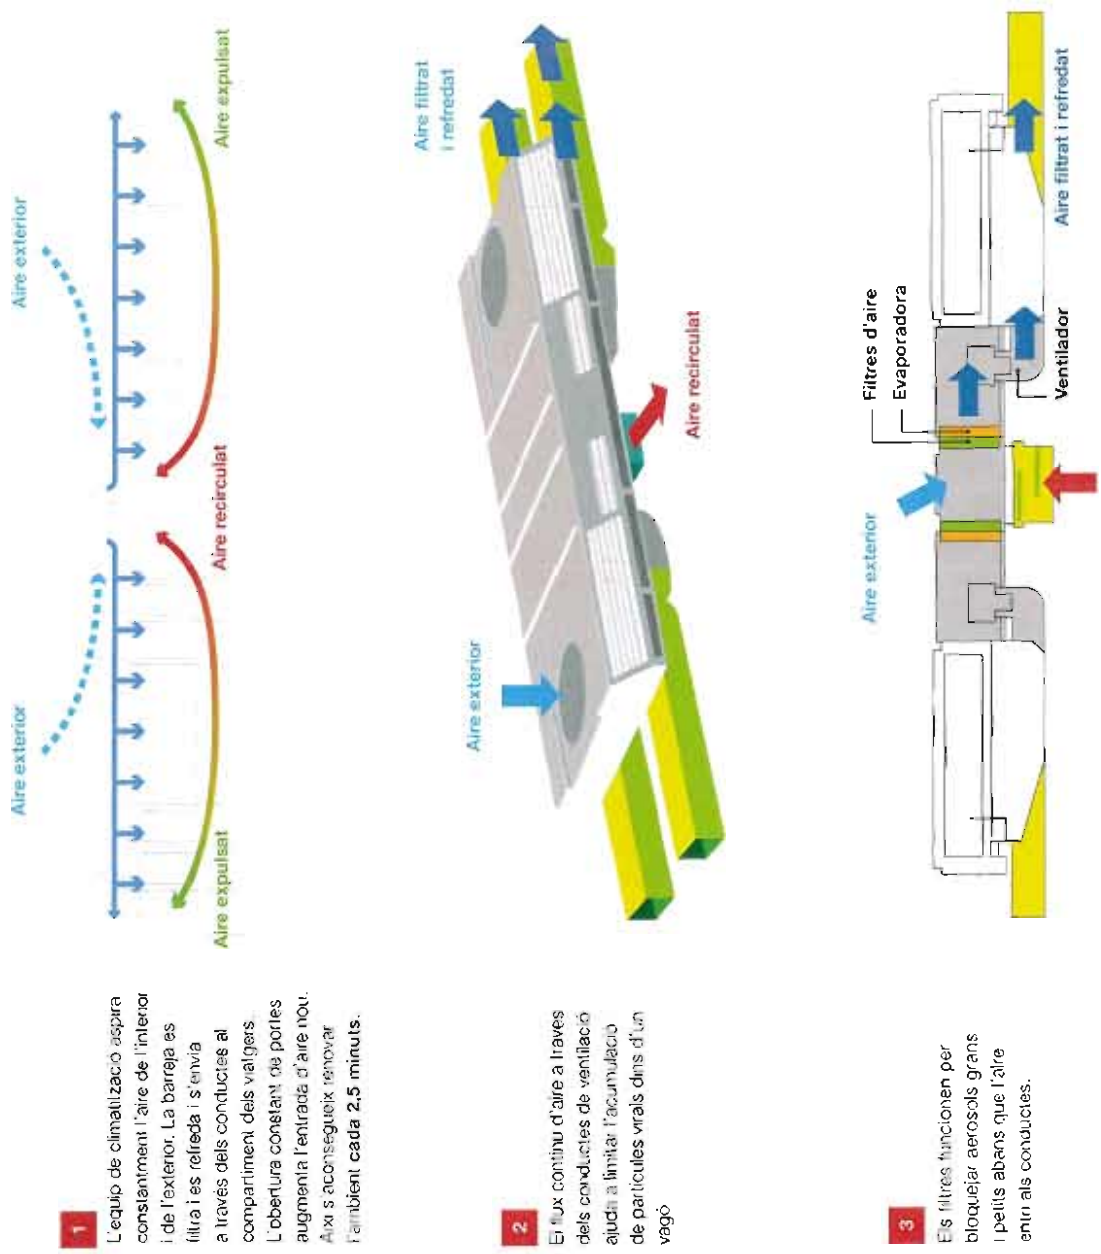 1
L'equip de climatització aspira
constantment l'aire de l'interior
i de l'exterior. La barreja es
filtra i es refreda i s'envia
a través dels conductes al
compartiment dels viatgers.
L'obertura constant de portes
augmenta l'entrada d'aire nou.
Així s'aconsegueix renovar
l'ambient cada 2,5 minuts.
Aire exterior
Aire exterior
Aire expulsat
Aire recirculat
Aire expulsat
2
El flux continu d'aire a través
dels conductes de ventilació
ajuda a limitar l'acumulació
de partícules virals dins d'un
vagó
Aire exterior
Aire filtrat
i refredat
Aire recirculat
3
Els filtres funcionen per
bloquejar aerosols grans
i petits abans que l'aire
entri als conductes.
Aire exterior
Filtres d'aire
Evaporadora
Ventilador
Aire filtrat i refredat